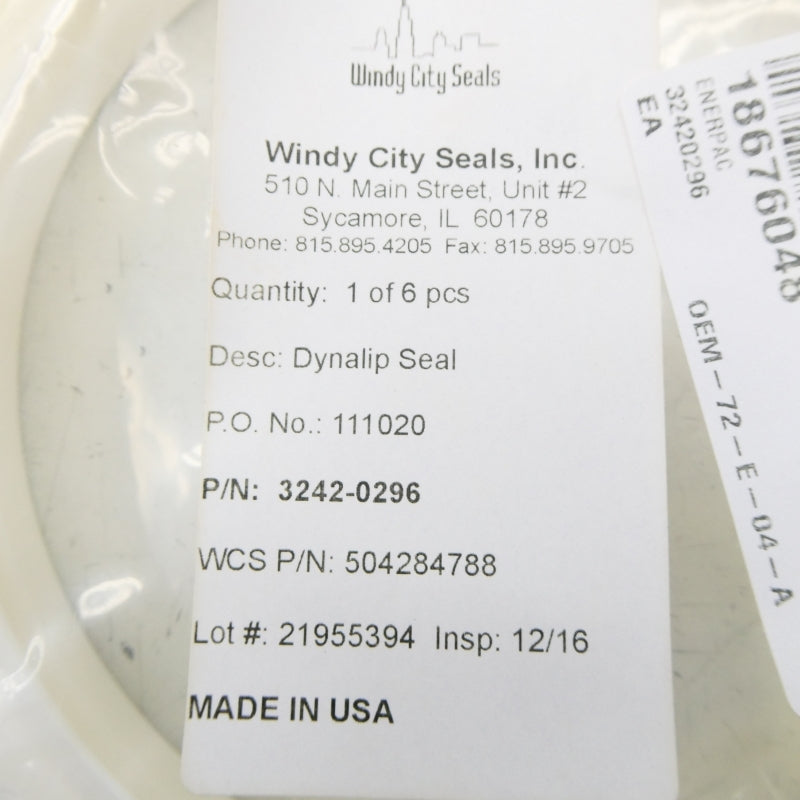 Windy City Seals
Windy City Seals, Inc.
510 N. Main Street, Unit #2
Sycamore, IL 60178
Phone: 815.895.4205 Fax: 815.895.9705
Quantity: 1 of 6 pcs
Desc: Dynalip Seal
P.O. No.: 111020
P/N: 3242-0296
WCS P/N: 504284788
Lot #: 21955394 Insp: 12/16
MADE IN USA
18676048
ENERPAC
32420296
EA
OEM-72-E-04-A